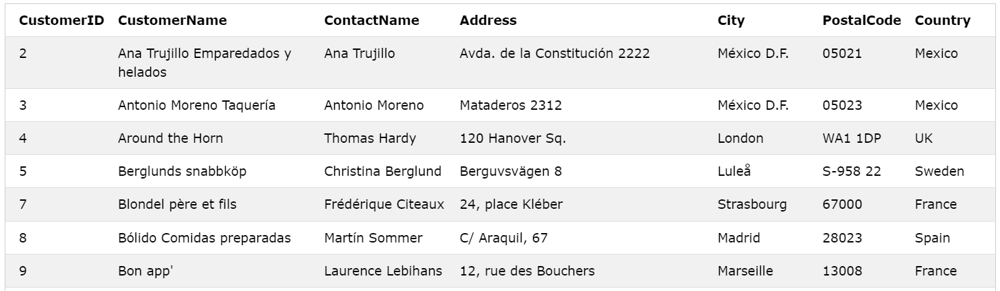 CustomerID CustomerName ContactName Address City PostalCode Country
2 Ana Trujillo Emparedados y Ana Trujillo Avda. de la Constitución 2222 México D.F. 05021 Mexico
helados
3 Antonio Moreno Taquería Antonio Moreno Mataderos 2312 México D.F. 05023 Mexico
4 Around the Horn Thomas Hardy 120 Hanover Sq. London WA1 1DP UK
5 Berglunds snabbköp Christina Berglund Berguvsvägen 8 Luleå S-958 22 Sweden
7 Blondel père et fils Frédérique Citeaux 24, place Kléber Strasbourg 67000 France
8 Bólido Comidas preparadas Martín Sommer C/ Araquil, 67 Madrid 28023 Spain
9 Bon app' Laurence Lebihans 12, rue des Bouchers Marseille 13008 France